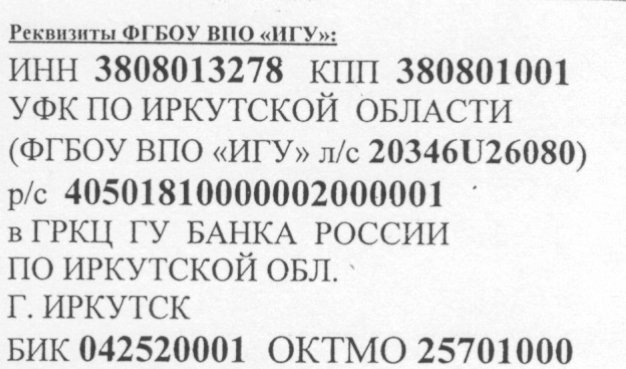 Реквизиты ФГБОУ ВПО «ИГУ»:
ИНН 3808013278 КПП 380801001
УФК ПО ИРКУТСКОЙ ОБЛАСТИ
(ФГБОУ ВПО «ИГУ» л/с 20346U26080)
р/с 40501810000002000001
в ГРКЦ ГУ БАНКА РОССИИ
ПО ИРКУТСКОЙ ОБЛ.
Г. ИРКУТСК
БИК 042520001 ОКТМО 25701000